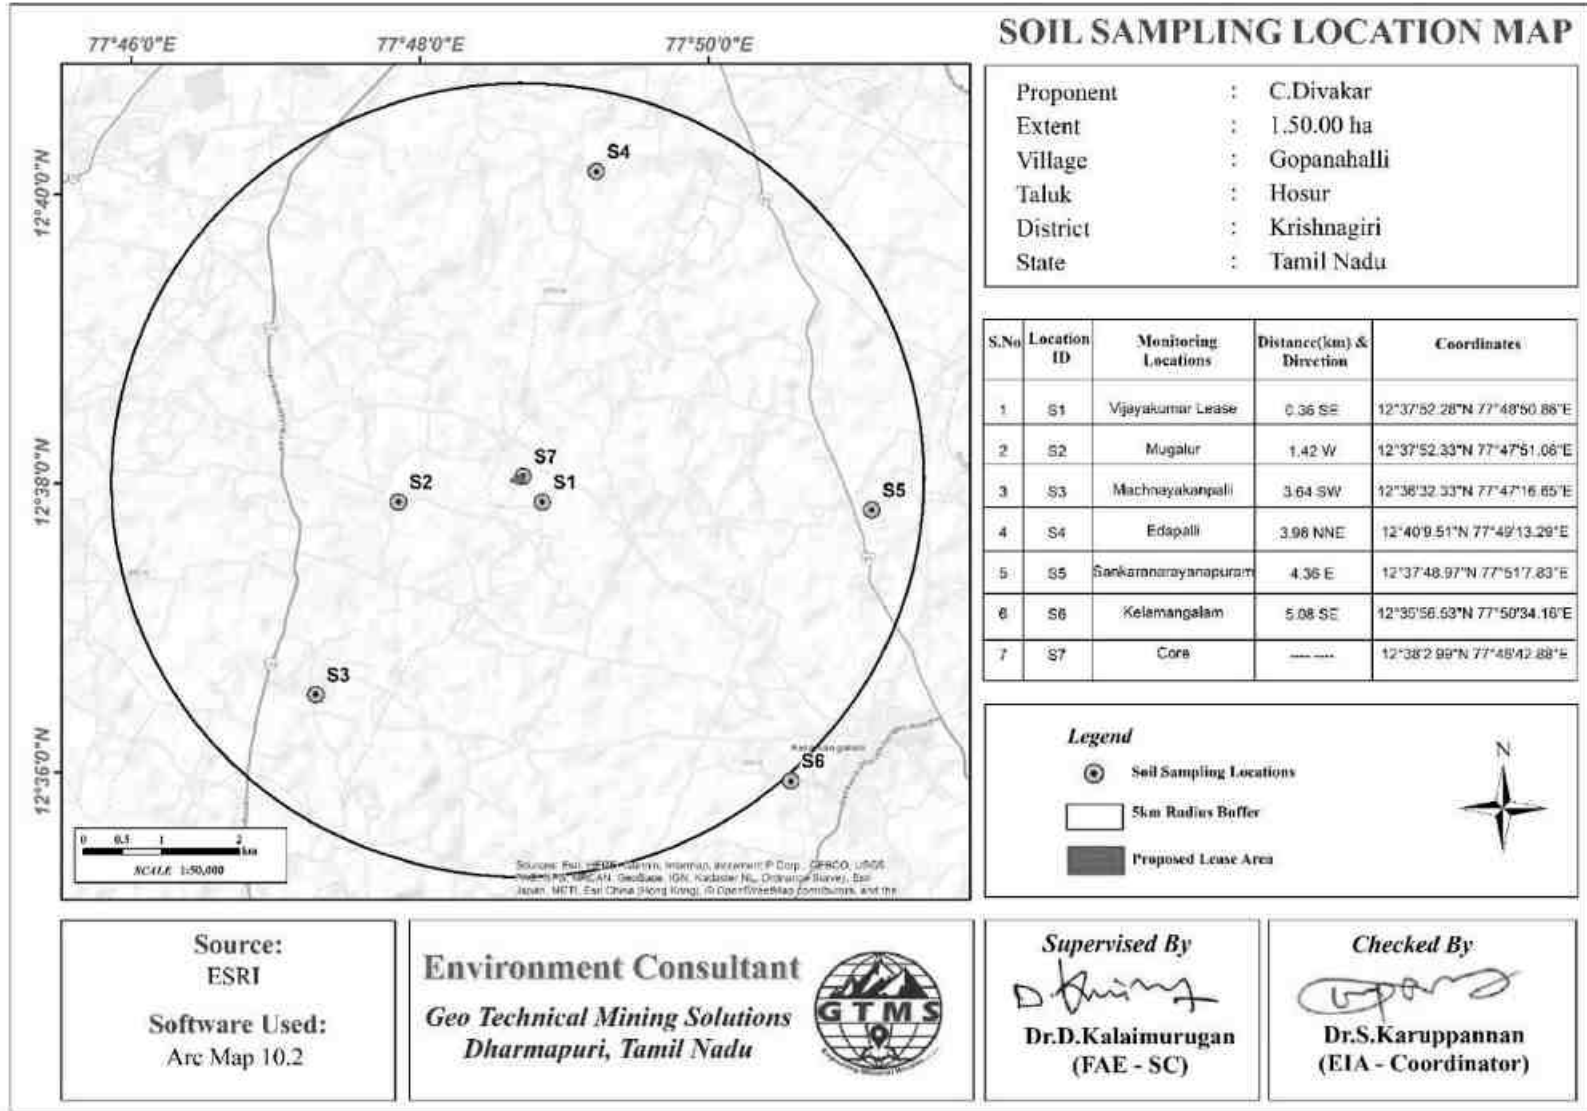 SOIL SAMPLING LOCATION MAP
77°46'0"E 77°48'0"E 77°50'0"E
12°40'0"N
12°38'0"N
12°36'0"N
S4
S7
S2
S1
S5
S3
S6
0 0.5 1 2
km
SCALE 1:50,000
Proponent : C.Divakar
Extent : 1.50.00 ha
Village : Gopanahalli
Taluk : Hosur
District : Krishnagiri
State : Tamil Nadu
S.No Location ID Monitoring Locations Distance(km) & Direction Coordinates
1 S1 Vijayakumar Lease 0.36 SE 12°37'52.28"N 77°48'50.86"E
2 S2 Mugalur 1.42 W 12°37'52.33"N 77°47'51.06"E
3 S3 Machnayakanpalli 3.64 SW 12°36'32.33"N 77°47'16.65"E
4 S4 Edapalli 3.98 NNE 12°40'9.51"N 77°49'13.29"E
5 S5 Sankaranarayanapuram 4.36 E 12°37'48.97"N 77°51'7.83"E
6 S6 Kelamangalam 5.08 SE 12°35'56.53"N 77°50'34.16"E
7 S7 Core ---- ---- 12°38'2.99"N 77°48'42.88"E
Legend
Soil Sampling Locations
5km Radius Buffer
Proposed Lease Area
N
Source:
ESRI
Software Used:
Arc Map 10.2
Environment Consultant
Geo Technical Mining Solutions
Dharmapuri, Tamil Nadu
GTMS
Supervised By
Dr.D.Kalaimurugan
(FAE - SC)
Checked By
Dr.S.Karuppannan
(EIA - Coordinator)